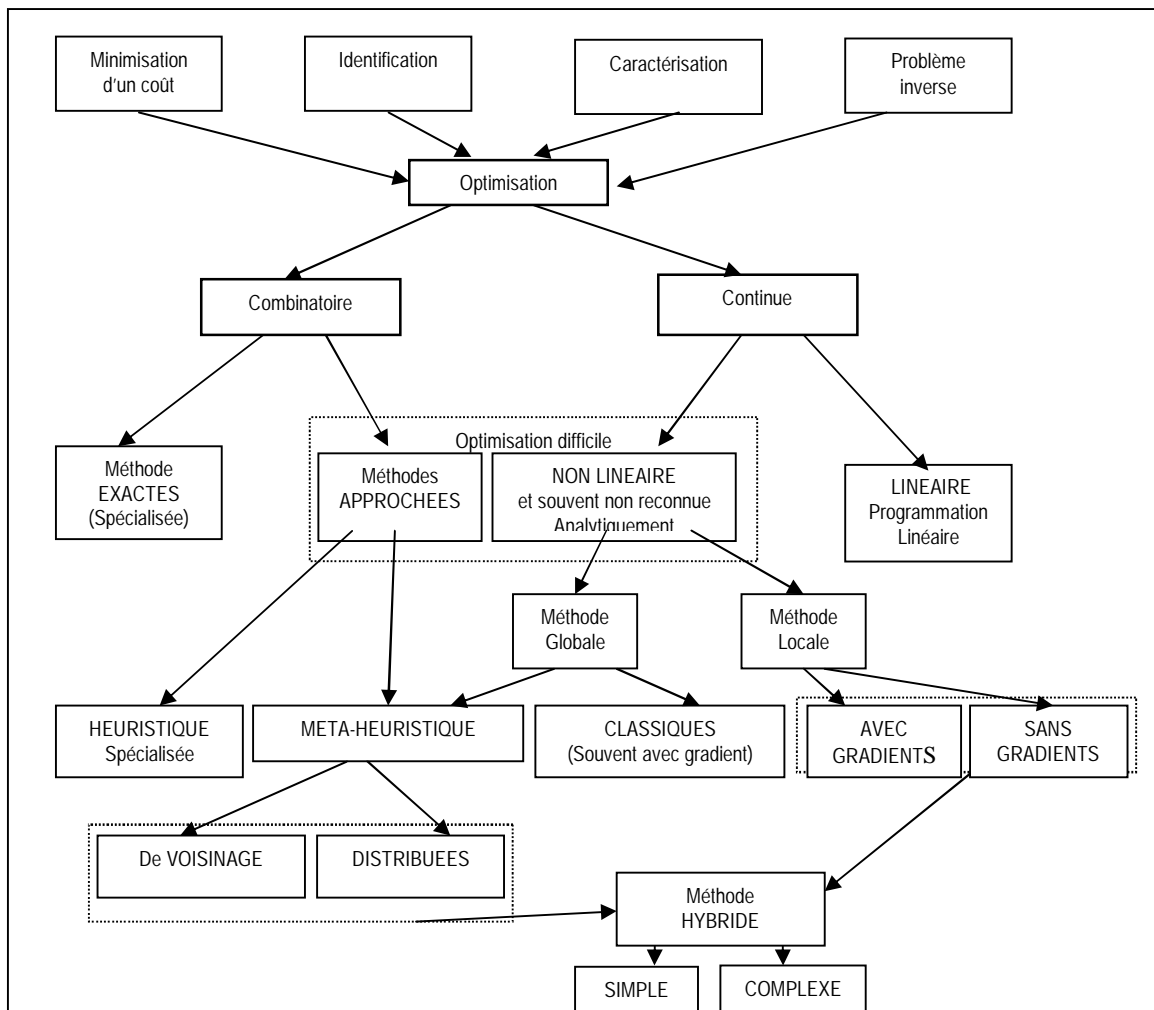 Minimisation
d'un coût
Identification
Caractérisation
Problème
inverse
Optimisation
Combinatoire
Continue
Optimisation difficile
Méthode
EXACTES
(Spécialisée)
Méthodes
APPROCHEES
NON LINEAIRE
et souvent non reconnue
Analytiquement
LINEAIRE
Programmation
Linéaire
Méthode
Globale
Méthode
Locale
HEURISTIQUE
Spécialisée
META-HEURISTIQUE
CLASSIQUES
(Souvent avec gradient)
AVEC
GRADIENTS
SANS
GRADIENTS
De VOISINAGE
DISTRIBUEES
Méthode
HYBRIDE
SIMPLE
COMPLEXE